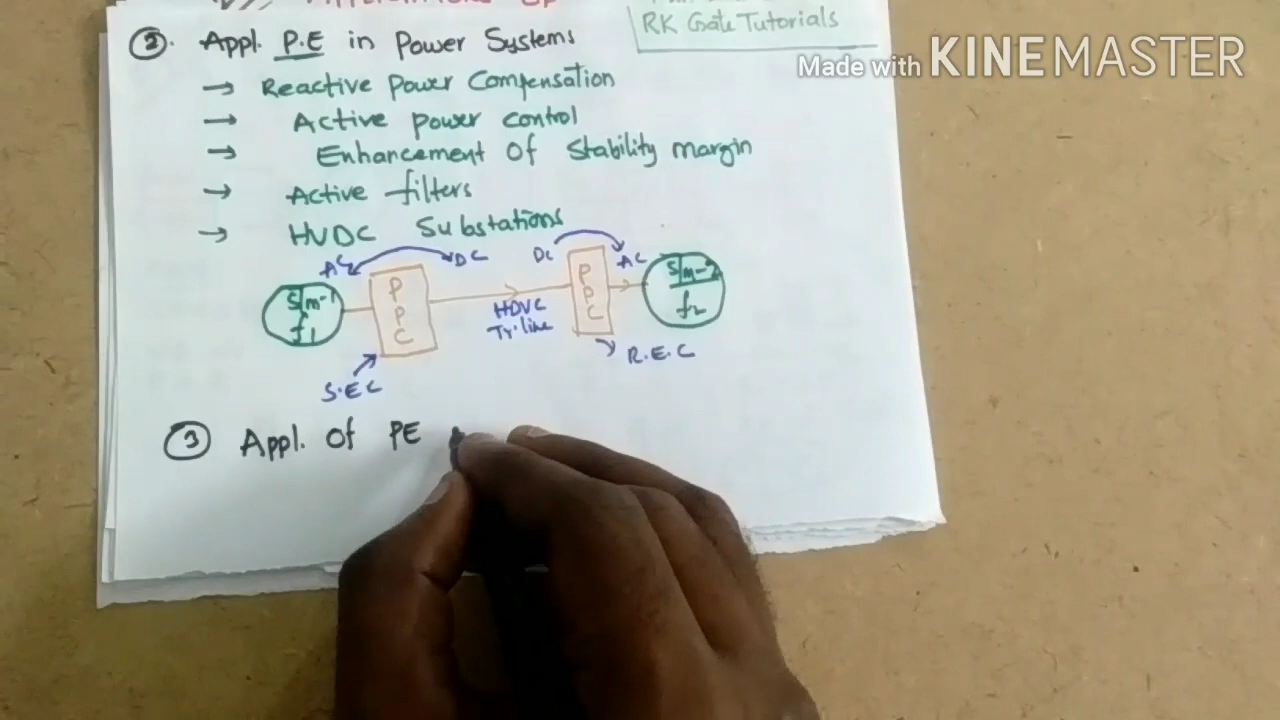 RK Gate Tutorials
Made with KINEMASTER
② Appl. P.E in Power Systems
→ Reactive power Compensation
→ Active power control
→ Enhancement Of Stability margin
→ Active filters
→ HVDC Substations
AC DC DC AC
S/m-1 f1
PPC
HDVC Tr.line
PPC
S/m-2 f2
S.EC
R.E.C
③ Appl. Of PE